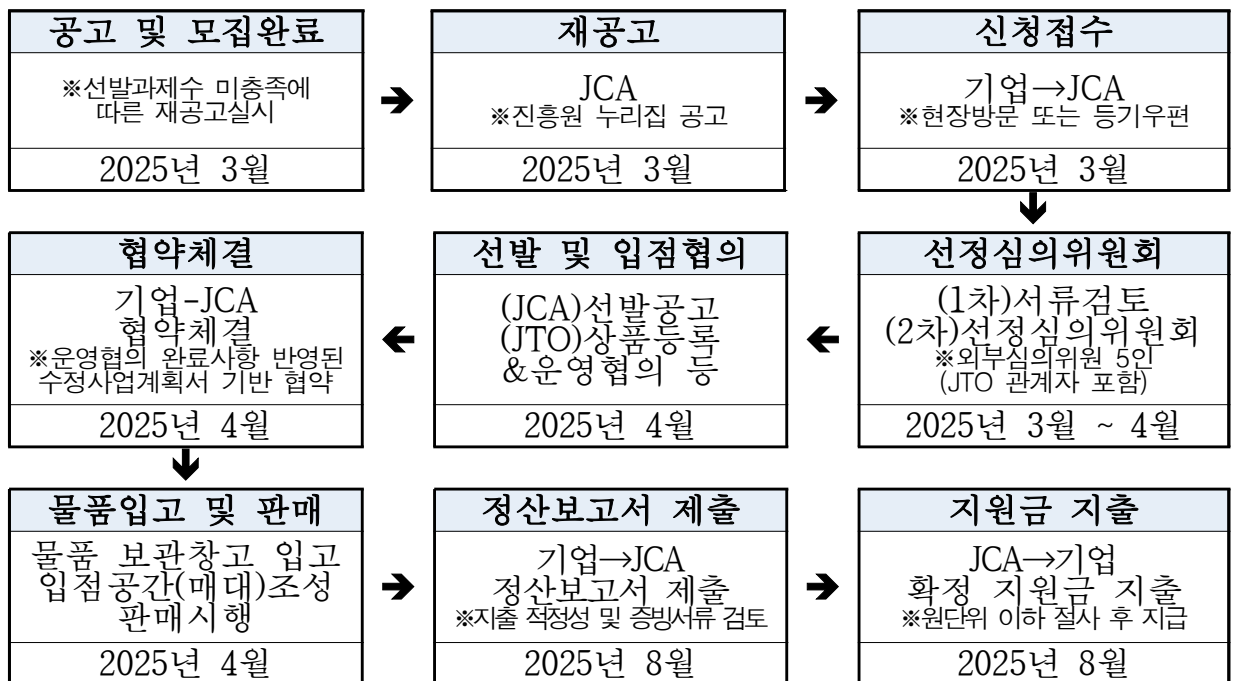 공고 및 모집완료
※선발과제수 미충족에
따른 재공고실시
2025년 3월
➔
재공고
JCA
※진흥원 누리집 공고
2025년 3월
➔
신청접수
기업→JCA
※현장방문 또는 등기우편
2025년 3월
선정심의위원회
(1차)서류검토
(2차)선정심의위원회
※외부심의위원 5인
(JTO 관계자 포함)
2025년 3월 ~ 4월
선발 및 입점협의
(JCA)선발공고
(JTO)상품등록
&운영협의 등
2025년 4월
협약체결
기업-JCA
협약체결
※운영협의 완료사항 반영된
수정사업계획서 기반 협약
2025년 4월
물품입고 및 판매
물품 보관창고 입고
입점공간(매대)조성
판매시행
2025년 4월
➔
정산보고서 제출
기업→JCA
정산보고서 제출
※지출 적정성 및 증빙서류 검토
2025년 8월
➔
지원금 지출
JCA→기업
확정 지원금 지출
※원단위 이하 절사 후 지급
2025년 8월